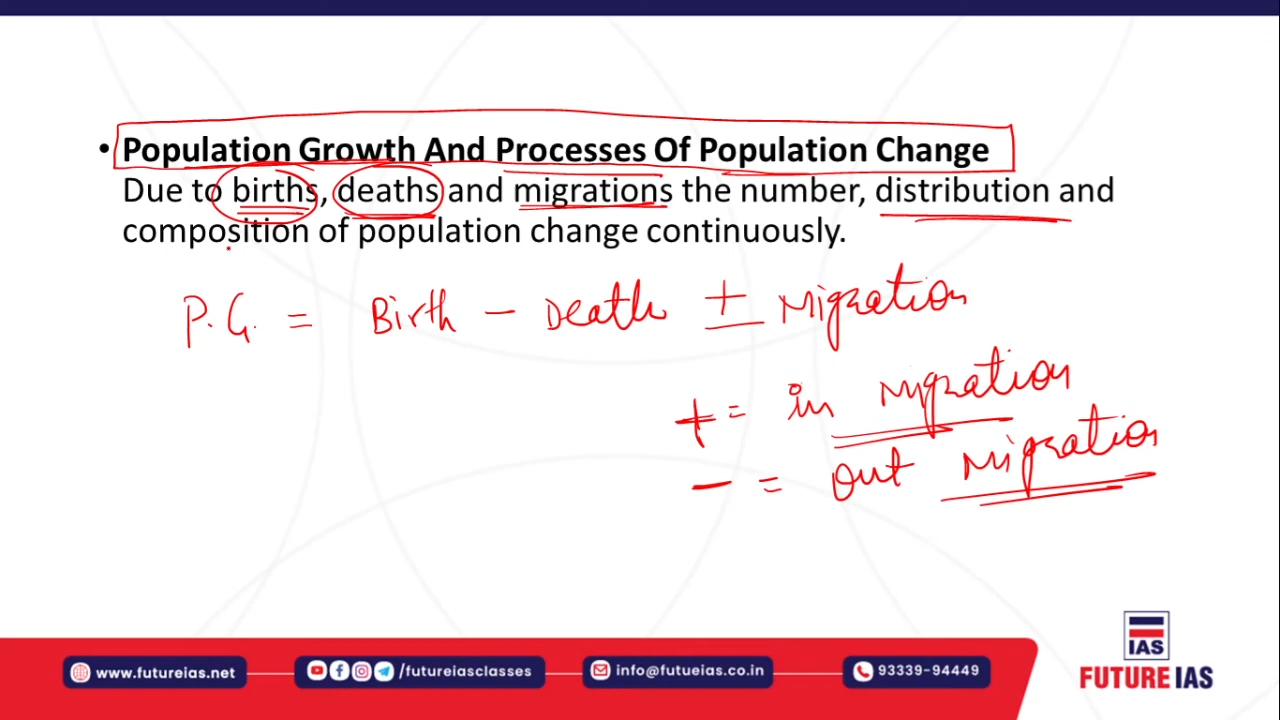 • Population Growth And Processes Of Population Change
Due to births, deaths and migrations the number, distribution and
composition of population change continuously.
P.G. = Birth - Death ± Migration
+ = in Migration
- = out Migration
IAS
www.futureias.net
/futureiasclasses
info@futueias.co.in
93339-94449
FUTURE IAS